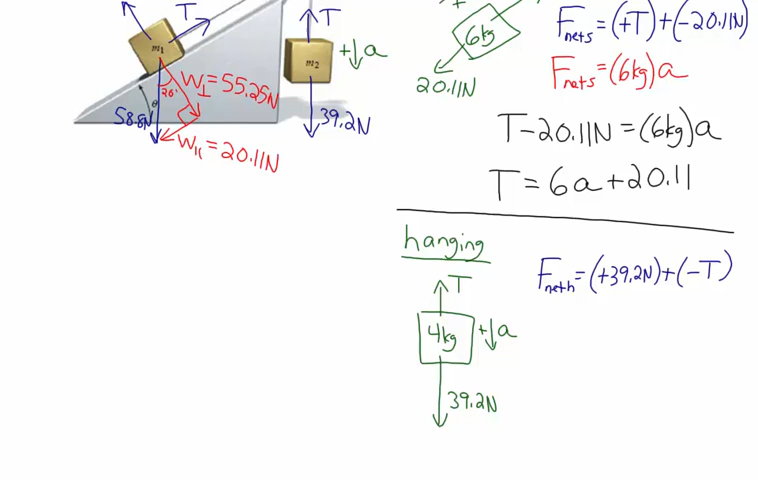 T
m₁
θ
26°
W⊥=55.25N
58.8N
W||=20.11N
T
m₂
+↓a
39.2N
+
6kg
20.11N
Fnets=(+T)+(-20.11N)
Fnets=(6kg)a
T-20.11N=(6kg)a
T=6a+20.11
hanging
T
4kg
+↓a
39.2N
Fneth=(+39.2N)+(-T)